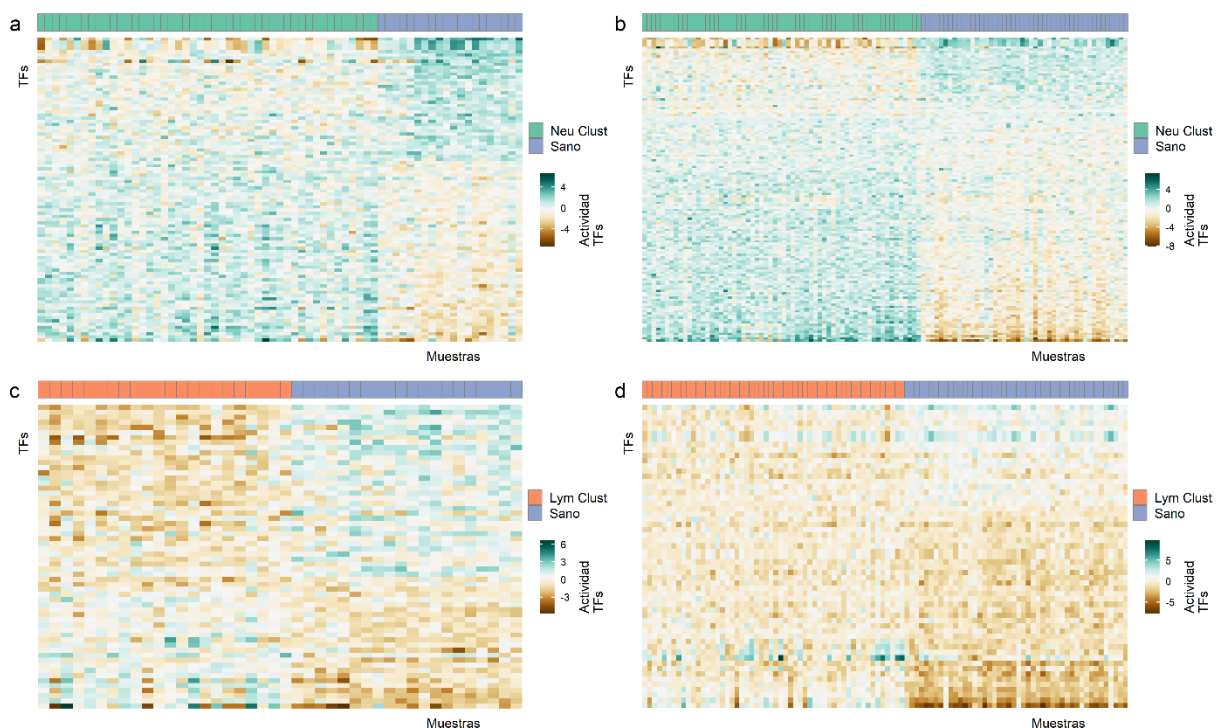 a
TFs
Neu Clust
Sano
4
0
-4
Actividad
TFs
Muestras
b
TFs
Neu Clust
Sano
4
0
-4
-8
Actividad
TFs
Muestras
c
TFs
Lym Clust
Sano
6
3
0
-3
Actividad
TFs
Muestras
d
TFs
Lym Clust
Sano
5
0
-5
Actividad
TFs
Muestras